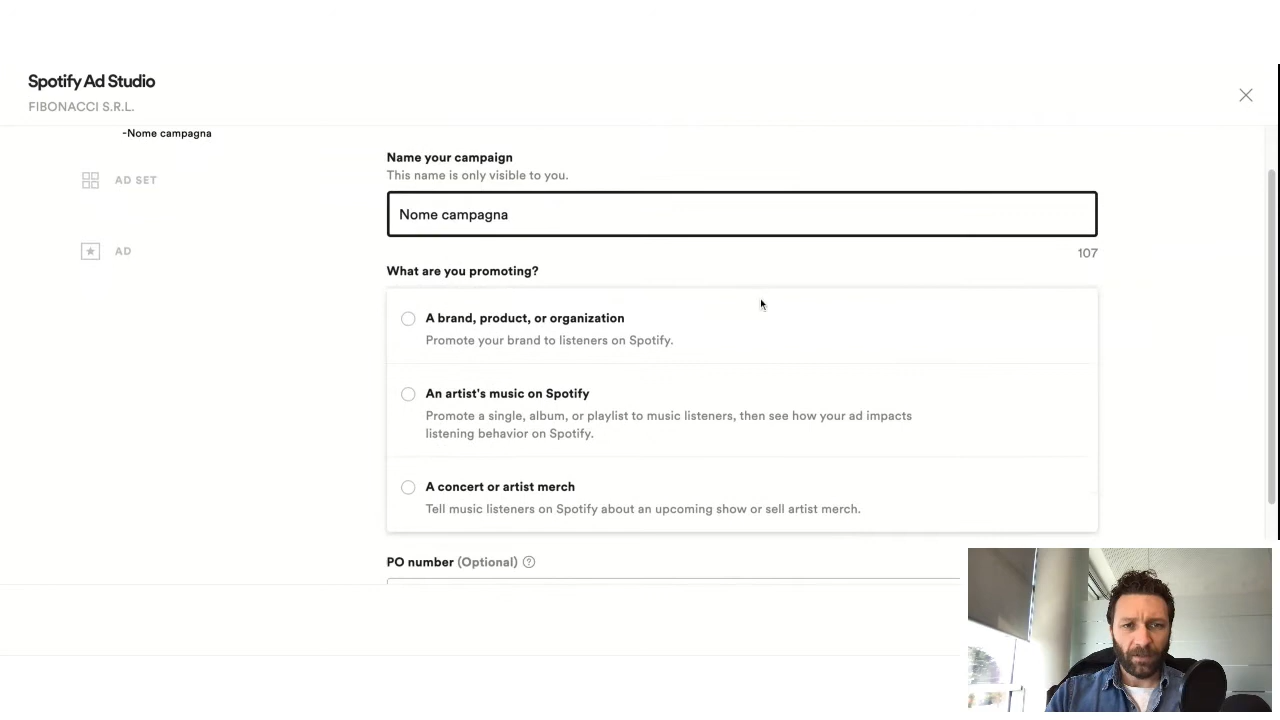 Spotify Ad Studio
FIBONACCI S.R.L.
-Nome campagna
AD SET
AD
Name your campaign
This name is only visible to you.
Nome campagna
107
What are you promoting?
A brand, product, or organization
Promote your brand to listeners on Spotify.
An artist's music on Spotify
Promote a single, album, or playlist to music listeners, then see how your ad impacts
listening behavior on Spotify.
A concert or artist merch
Tell music listeners on Spotify about an upcoming show or sell artist merch.
PO number (Optional) ?